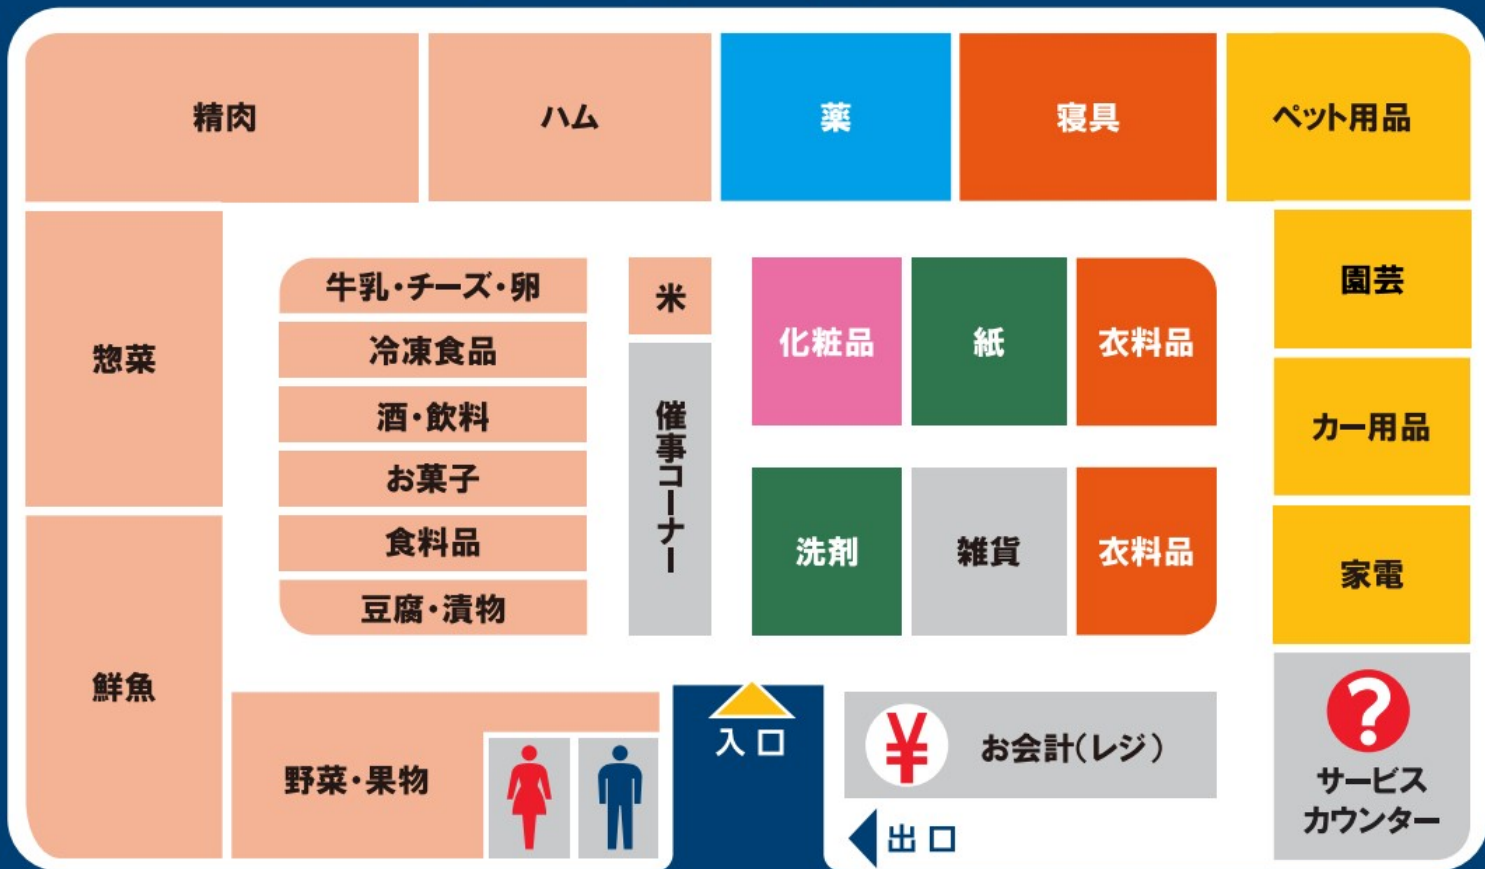 精肉
ハム
薬
寝具
ペット用品
惣菜
牛乳・チーズ・卵
冷凍食品
酒・飲料
お菓子
食料品
豆腐・漬物
米
催事コーナー
化粧品
紙
衣料品
洗剤
雑貨
衣料品
園芸
カー用品
家電
鮮魚
野菜・果物
入口
¥
お会計(レジ)
出口
?
サービス
カウンター